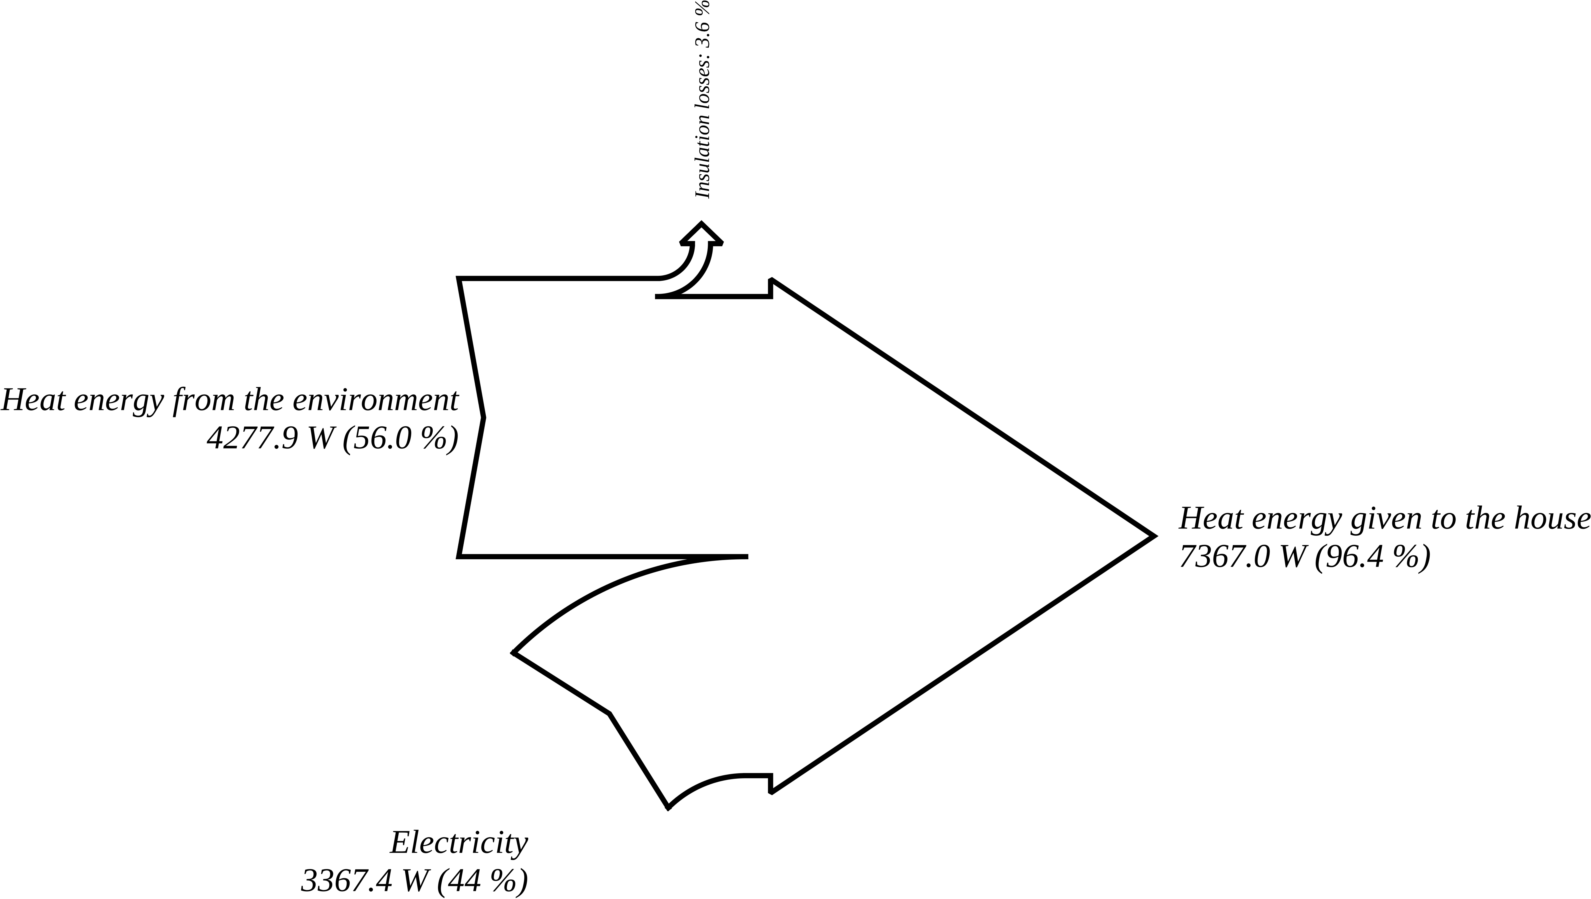 Insulation losses: 3.6 %
Heat energy from the environment
4277.9 W (56.0 %)
Heat energy given to the house
7367.0 W (96.4 %)
Electricity
3367.4 W (44 %)